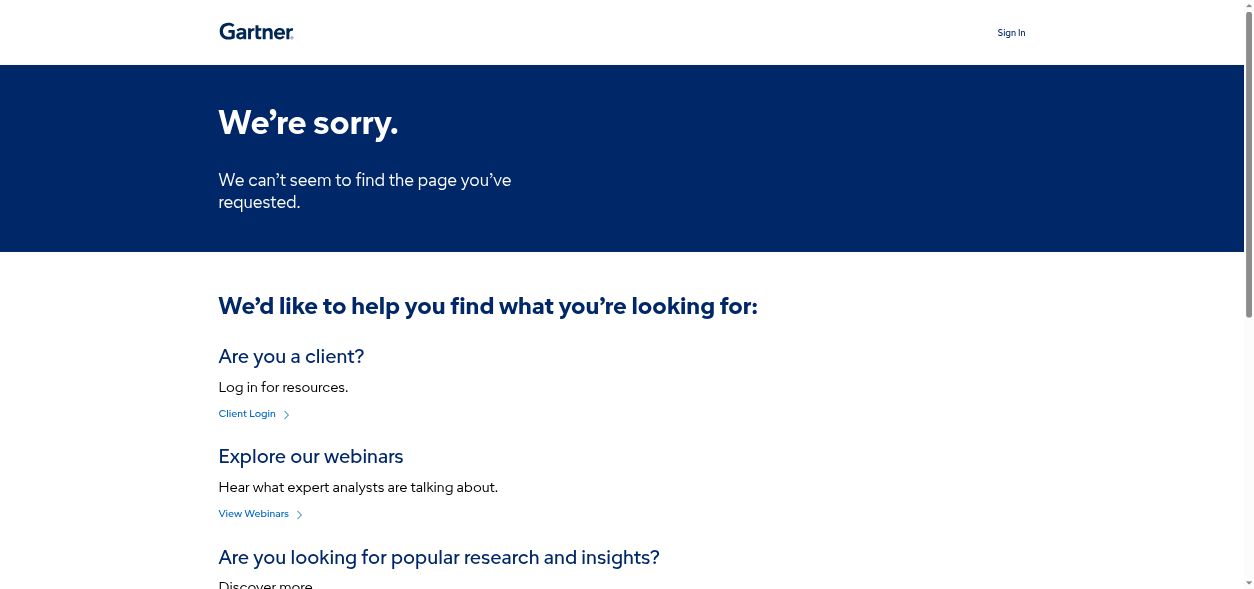 Gartner
Sign In
We’re sorry.
We can’t seem to find the page you’ve
requested.
We’d like to help you find what you’re looking for:
Are you a client?
Log in for resources.
Client Login
Explore our webinars
Hear what expert analysts are talking about.
View Webinars
Are you looking for popular research and insights?
Discover more